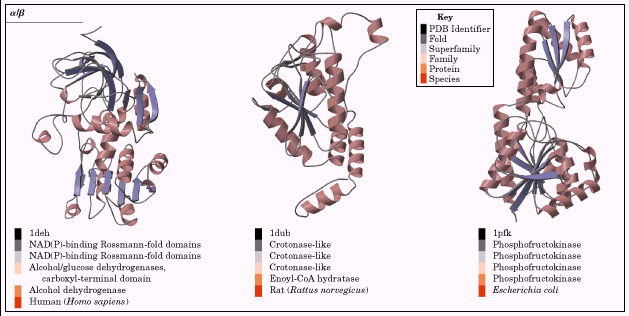 α/β
Key
PDB Identifier
Fold
Superfamily
Family
Protein
Species
1deh
NAD(P)-binding Rossmann-fold domains
NAD(P)-binding Rossmann-fold domains
Alcohol/glucose dehydrogenases,
carboxyl-terminal domain
Alcohol dehydrogenase
Human (Homo sapiens)
1dub
Crotonase-like
Crotonase-like
Crotonase-like
Enoyl-CoA hydratase
Rat (Rattus norvegicus)
1pfk
Phosphofructokinase
Phosphofructokinase
Phosphofructokinase
Phosphofructokinase
Escherichia coli